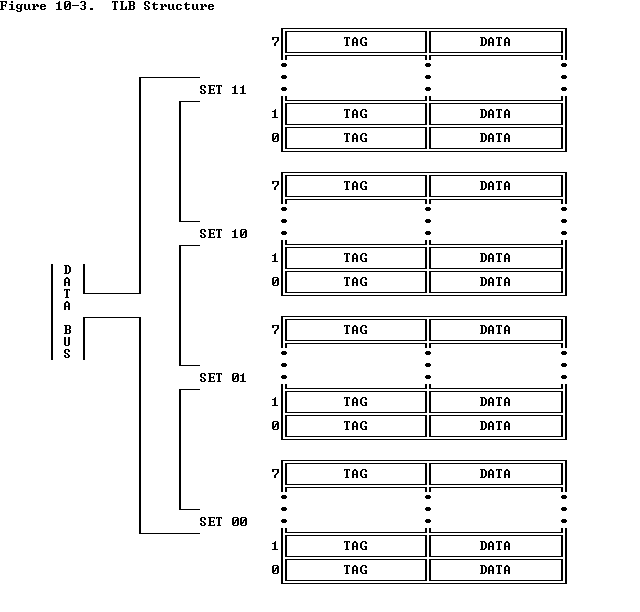 Figure 10-3.  TLB Structure
7 TAG DATA
SET 11
1 TAG DATA
0 TAG DATA
7 TAG DATA
SET 10
1 TAG DATA
0 TAG DATA
DATA BUS
7 TAG DATA
SET 01
1 TAG DATA
0 TAG DATA
7 TAG DATA
SET 00
1 TAG DATA
0 TAG DATA